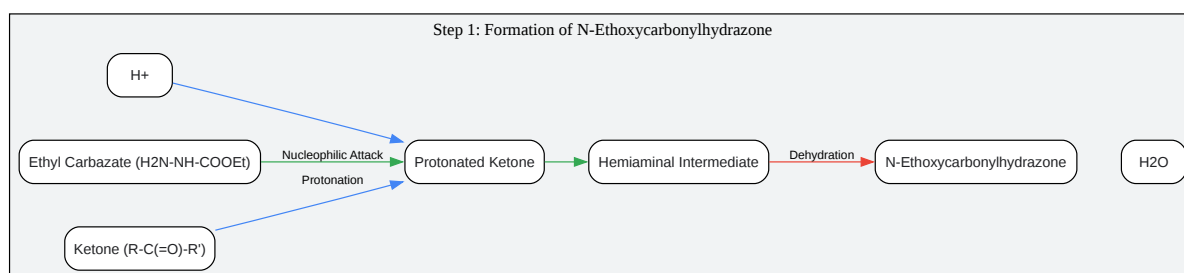 Step 1: Formation of N-Ethoxycarbonylhydrazone
H+
Ethyl Carbazate (H2N-NH-COOEt)
Nucleophilic Attack
Protonated Ketone
Hemiaminal Intermediate
Dehydration
N-Ethoxycarbonylhydrazone
H2O
Protonation
Ketone (R-C(=O)-R')